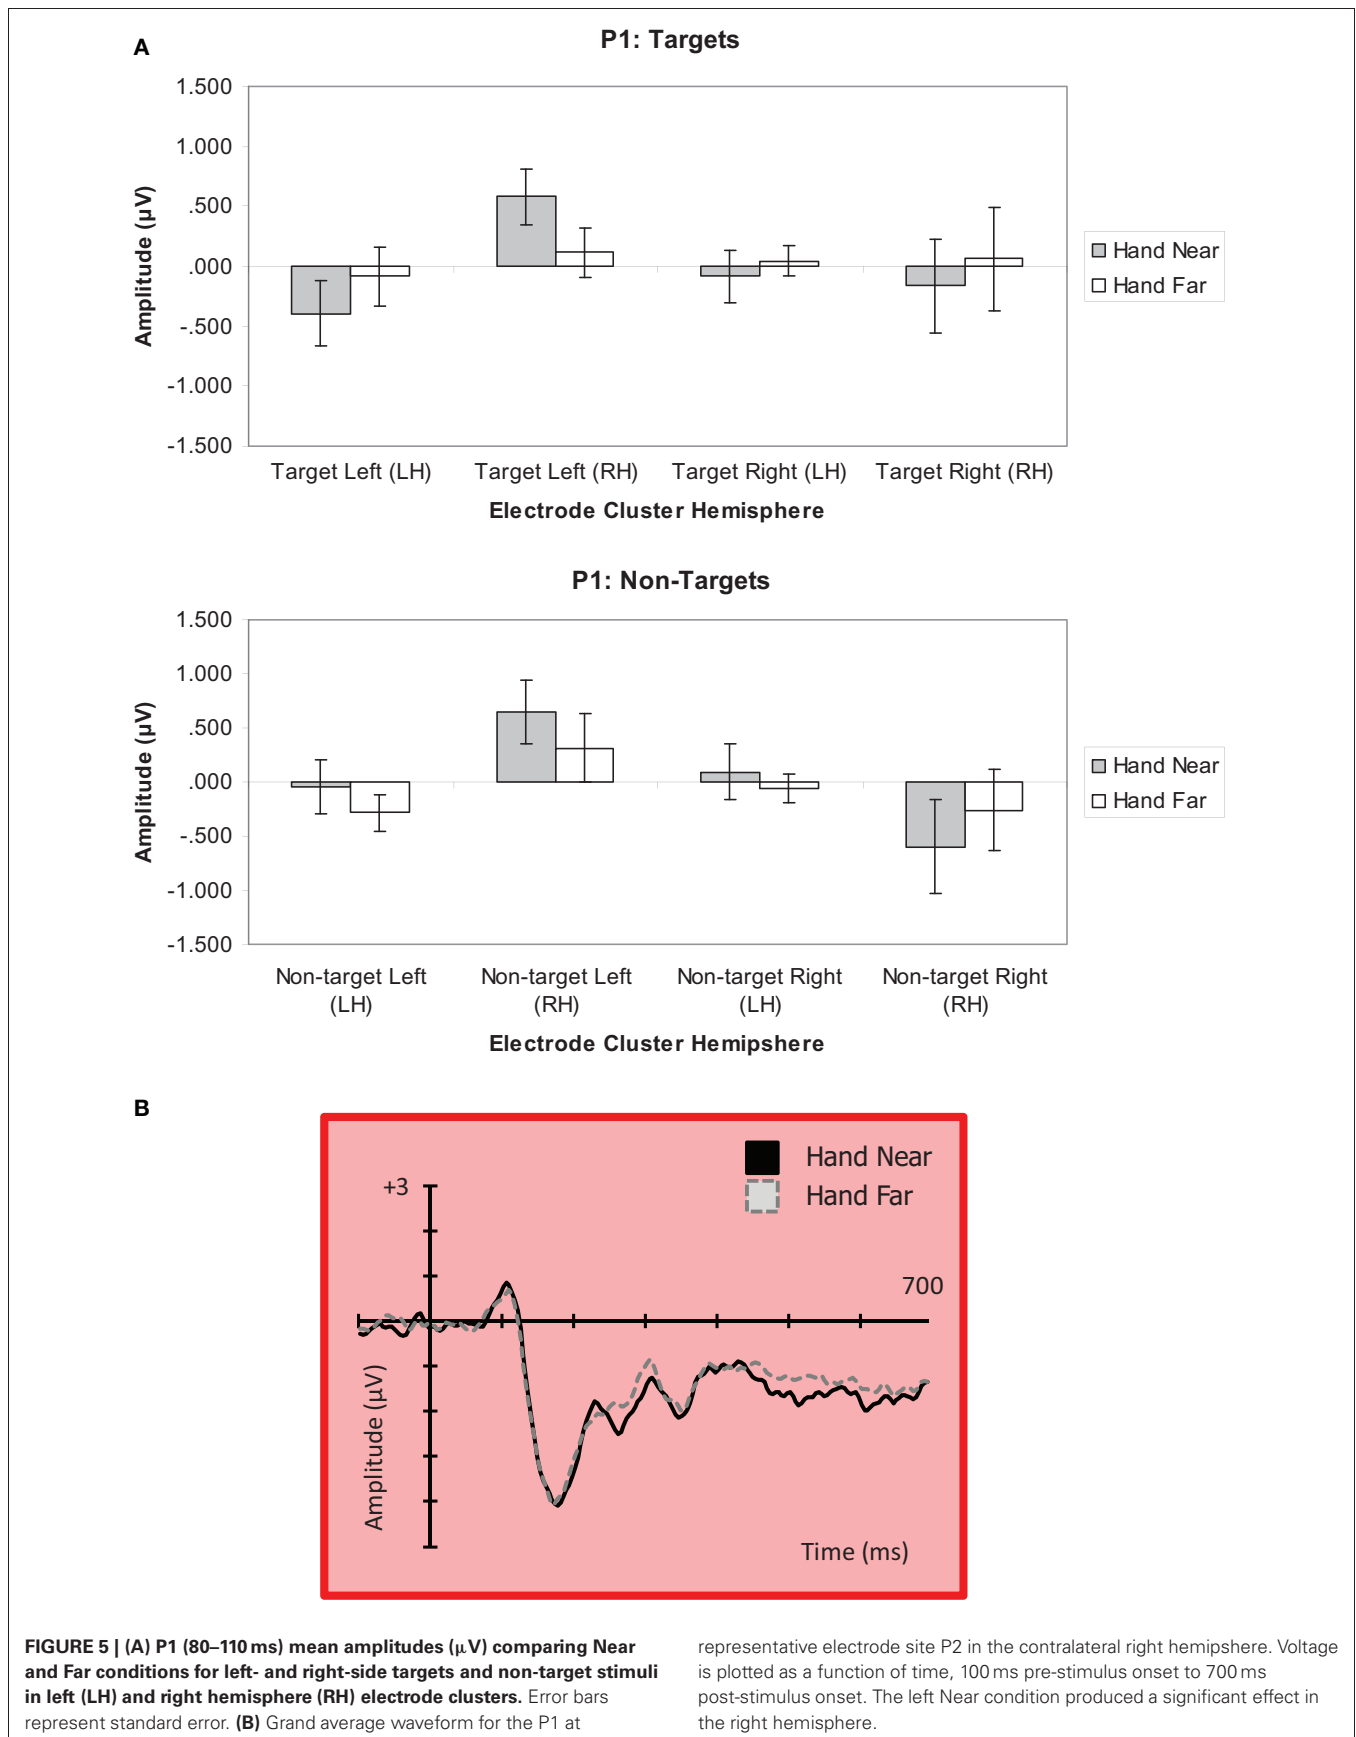 A
P1: Targets
1.500
1.000
.500
.000
-.500
-1.000
-1.500
Amplitude (µV)
Hand Near
Hand Far
Target Left (LH) Target Left (RH) Target Right (LH) Target Right (RH)
Electrode Cluster Hemisphere
P1: Non-Targets
1.500
1.000
.500
.000
-.500
-1.000
-1.500
Amplitude (µV)
Hand Near
Hand Far
Non-target Left Non-target Left Non-target Right Non-target Right
(LH) (RH) (LH) (RH)
Electrode Cluster Hemipshere
B
Hand Near
Hand Far
+3
700
Amplitude (µV)
Time (ms)
FIGURE 5 | (A) P1 (80–110 ms) mean amplitudes (µV) comparing Near
and Far conditions for left- and right-side targets and non-target stimuli
in left (LH) and right hemisphere (RH) electrode clusters. Error bars
represent standard error. (B) Grand average waveform for the P1 at
representative electrode site P2 in the contralateral right hemipshere. Voltage
is plotted as a function of time, 100 ms pre-stimulus onset to 700 ms
post-stimulus onset. The left Near condition produced a significant effect in
the right hemisphere.